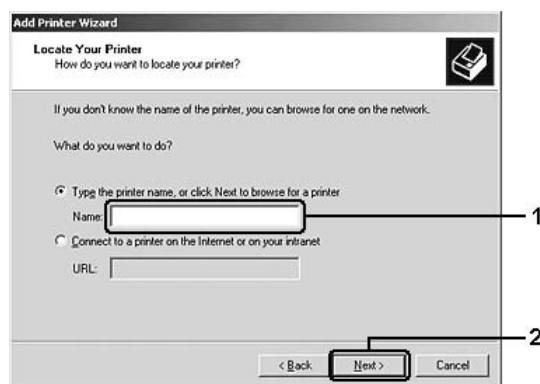 Add Printer Wizard
Locate Your Printer
How do you want to locate your printer?
If you don't know the name of the printer, you can browse for one on the network.
What do you want to do?
Type the printer name, or click Next to browse for a printer
Name:
1
Connect to a printer on the Internet or on your intranet
URL:
2
< Back Next > Cancel